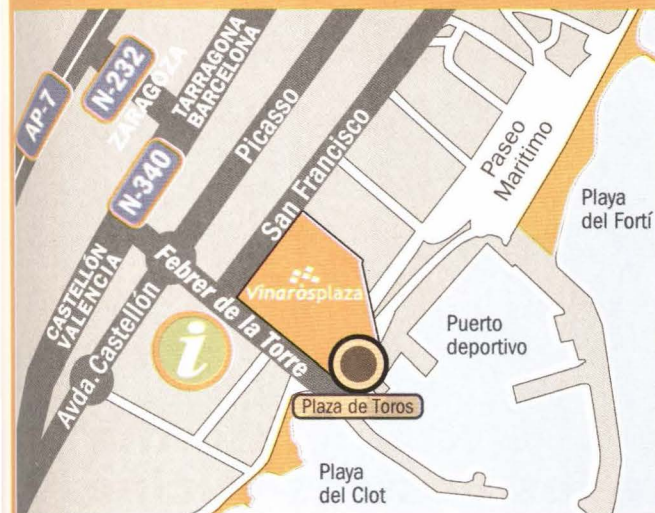 AP-7
N-232
ZARAGOZA
TARRAGONA
BARCELONA
N-340
Picasso
San Francisco
Paseo
Marítimo
Playa
del Fortí
CASTELLÓN
VALENCIA
Febrer de la Torre
Vinaròsplaza
Avda. Castellón
i
Puerto
deportivo
Plaza de Toros
Playa
del Clot